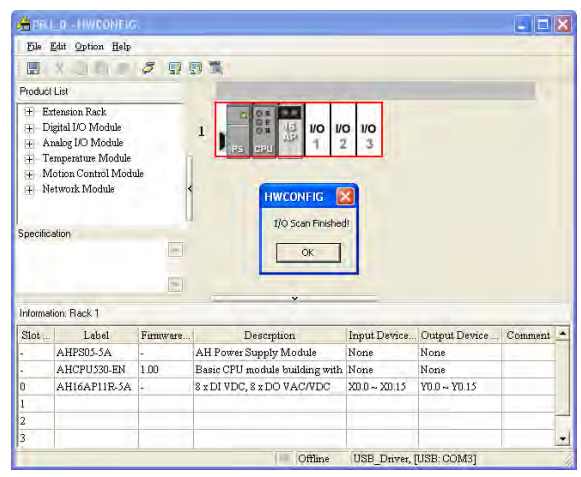 PRJ_0 - HWCONFIG
File Edit Option Help
Product List
Extension Rack
Digital I/O Module
Analog I/O Module
Temperature Module
Motion Control Module
Network Module
Specification
1
PS CPU 16 AP I/O 1 I/O 2 I/O 3
HWCONFIG
I/O Scan Finished!
OK
Information: Rack 1
Slot ... Label Firmware... Description Input Device... Output Device ... Comment
- AHPS05-5A - AH Power Supply Module None None
- AHCPU530-EN 1.00 Basic CPU module building with None None
0 AH16AP11R-5A - 8 x DI VDC, 8 x DO VAC/VDC X0.0 ~ X0.15 Y0.0 ~ Y0.15
1
2
3
Offline USB_Driver, [USB: COM3]